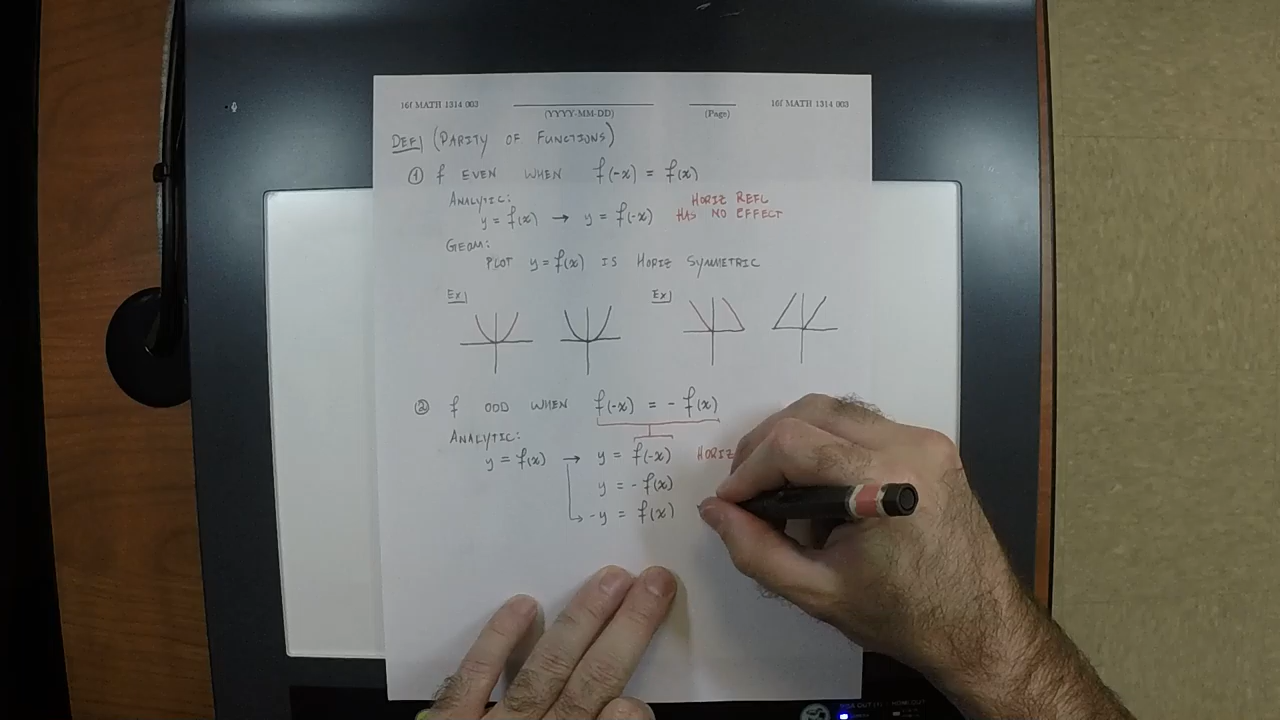 16f MATH 1314 003
(YYYY-MM-DD)
(Page)
16f MATH 1314 003
DEF) (PARITY OF FUNCTIONS)
① f EVEN WHEN f(-x) = f(x)
ANALYTIC:
y = f(x) → y = f(-x) HORIZ REFL
HAS NO EFFECT
GEOM:
PLOT y = f(x) IS HORIZ SYMMETRIC
Ex) Ex)
② f ODD WHEN f(-x) = - f(x)
ANALYTIC:
y = f(x) → y = f(-x) HORIZ
y = - f(x)
-y = f(x)